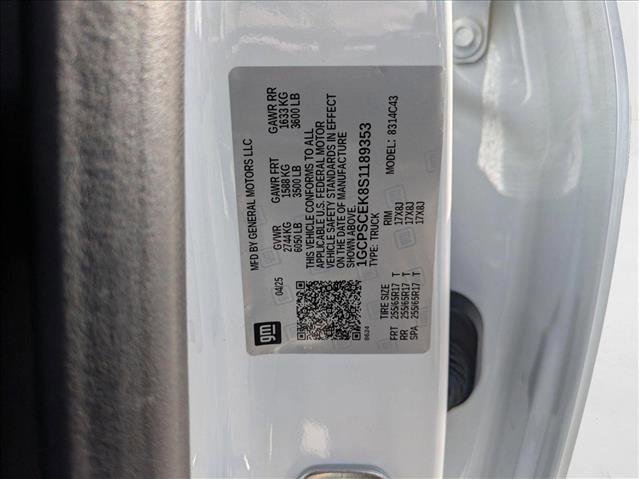 gm
MFD BY GENERAL MOTORS LLC
04/25
GVWR GAWR FRT GAWR RR
2744 KG 1588 KG 1633 KG
6050 LB 3500 LB 3600 LB
THIS VEHICLE CONFORMS TO ALL
APPLICABLE U.S. FEDERAL MOTOR
VEHICLE SAFETY STANDARDS IN EFFECT
ON THE DATE OF MANUFACTURE
SHOWN ABOVE.
1GCPSCEK8S1189353
TYPE: TRUCK
0624
MODEL: 8314C43
TIRE SIZE RIM
FRT 255/65R17 T 17X8J
RR 255/65R17 T 17X8J
SPA 255/65R17 T 17X8J